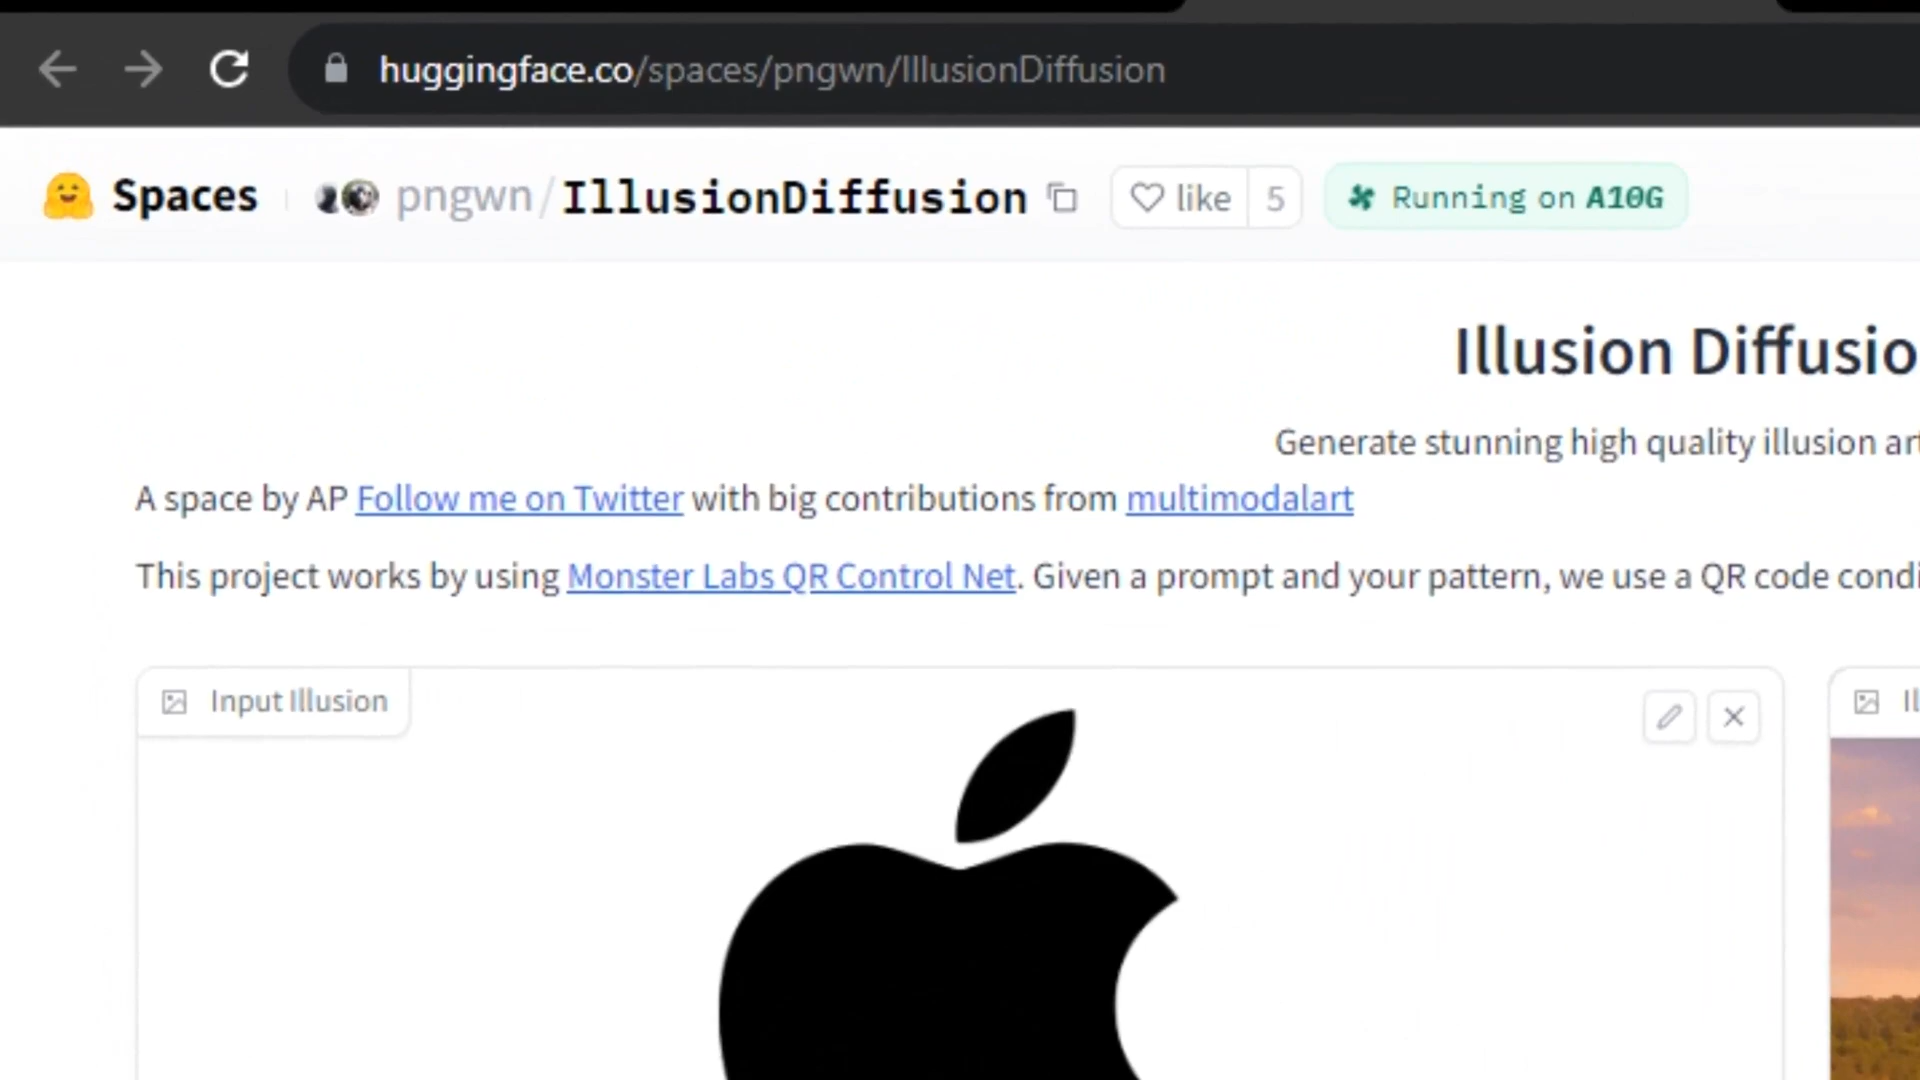 huggingface.co/spaces/pngwn/IllusionDiffusion
Spaces pngwn/IllusionDiffusion like 5 Running on A10G
Illusion Diffusio
Generate stunning high quality illusion art
A space by AP Follow me on Twitter with big contributions from multimodalart
This project works by using Monster Labs QR Control Net. Given a prompt and your pattern, we use a QR code condi
Input Illusion Il